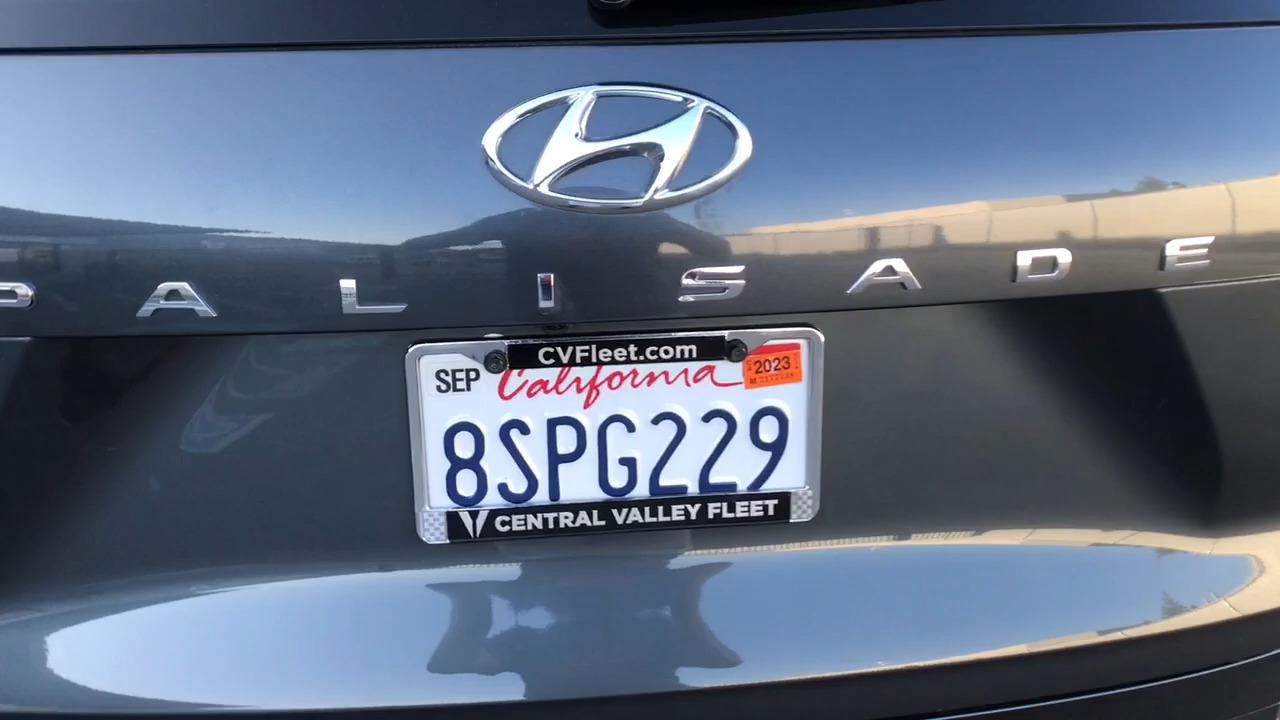 PALISADE
CVFleet.com
SEP
California
2023
8SPG229
CENTRAL VALLEY FLEET